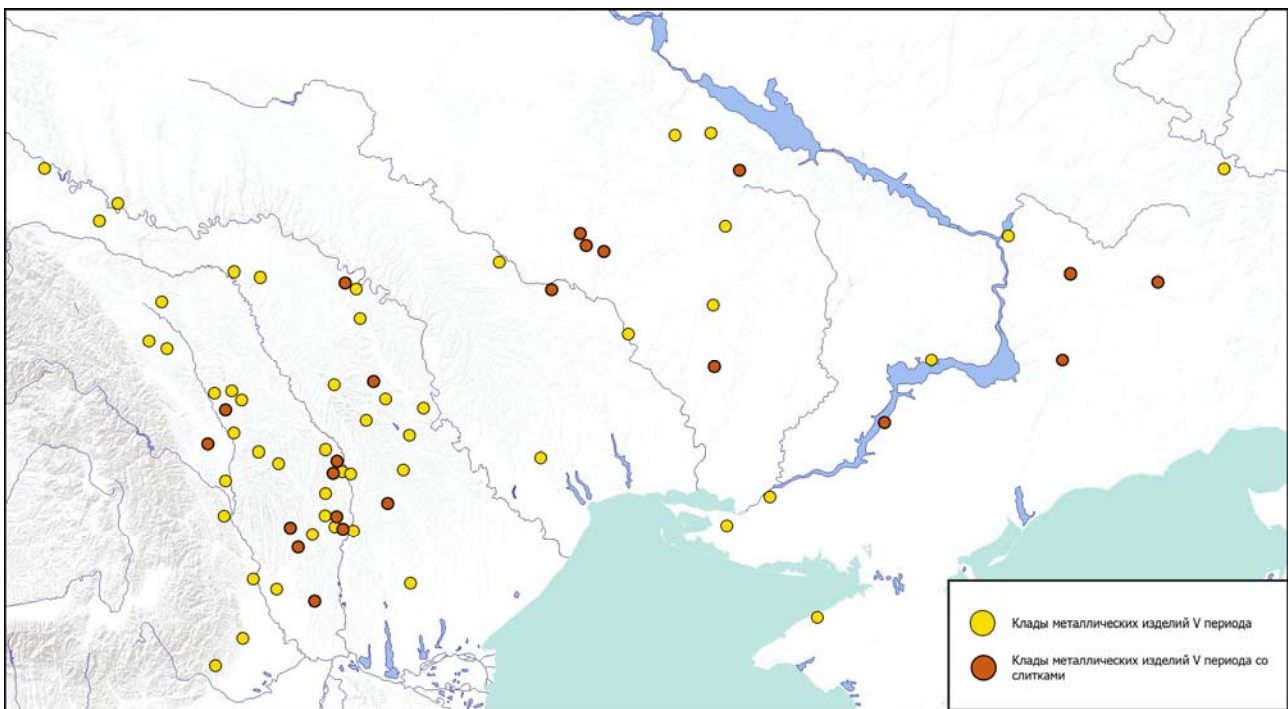 Клады металлических изделий V периода
Клады металлических изделий V периода со
слитками